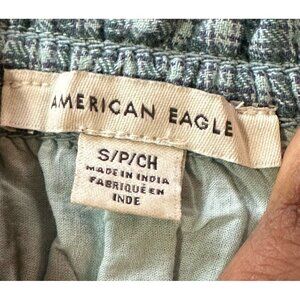 AMERICAN EAGLE
S/P/CH
MADE IN INDIA
FABRIQUÉ EN
INDE